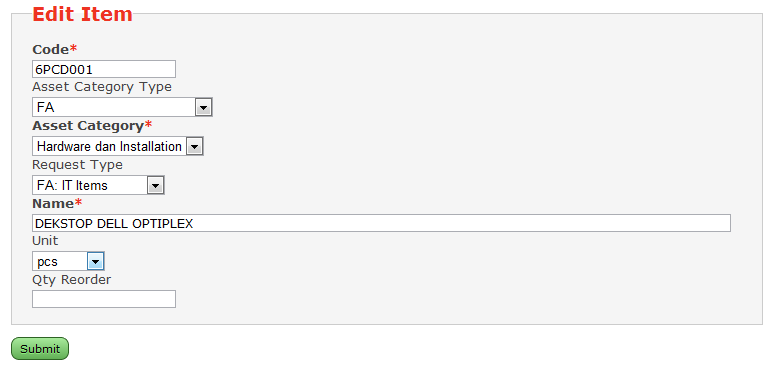 Edit Item
Code*
6PCD001
Asset Category Type
FA
Asset Category*
Hardware dan Installation
Request Type
FA: IT Items
Name*
DEKSTOP DELL OPTIPLEX
Unit
pcs
Qty Reorder
Submit